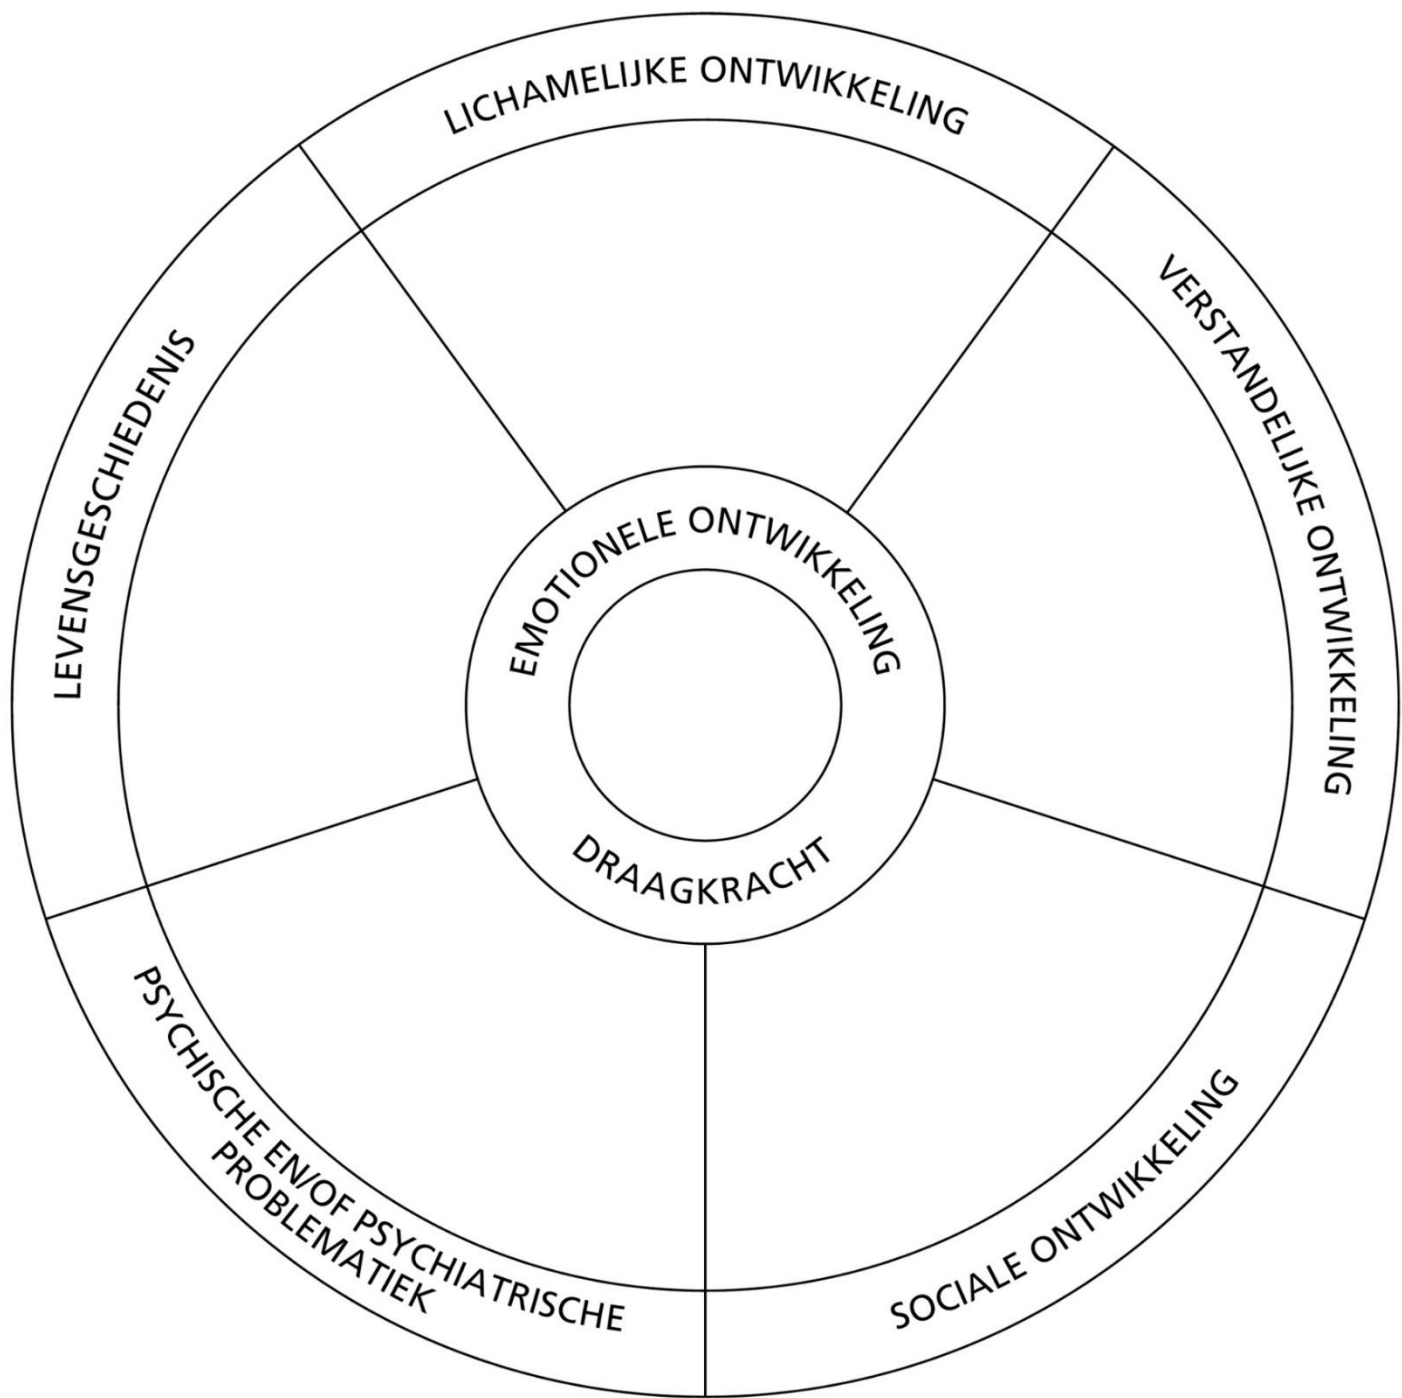 LICHAMELIJKE ONTWIKKELING
VERSTANDELIJKE ONTWIKKELING
SOCIALE ONTWIKKELING
PSYCHISCHE EN/OF PSYCHIATRISCHE
PROBLEMATIEK
LEVENSGESCHIEDENIS
EMOTIONELE ONTWIKKELING
DRAAGKRACHT